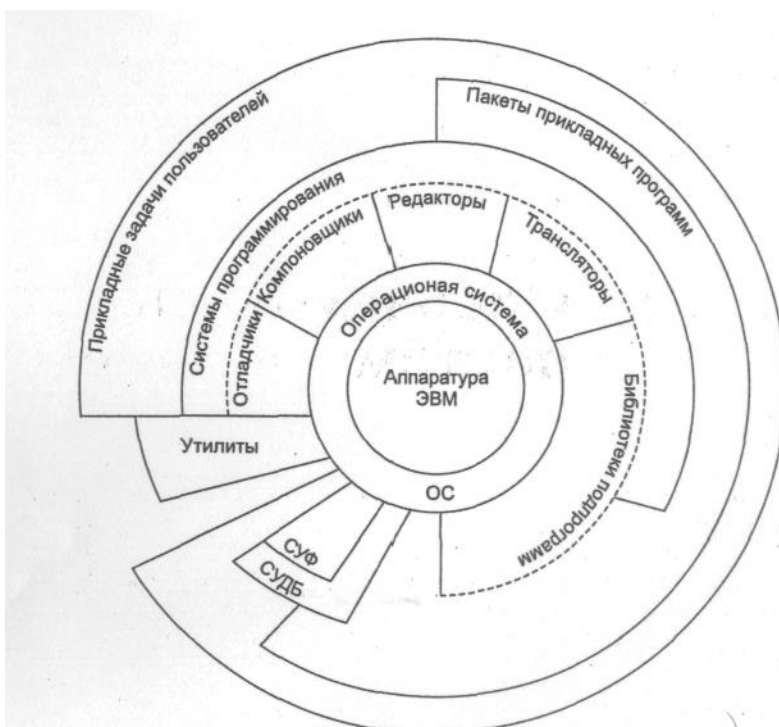 Прикладные задачи пользователей
Пакеты прикладных программ
Системы программирования
Отладчики
Компоновщики
Редакторы
Трансляторы
Библиотеки подпрограмм
Операционая система
Аппаратура
ЭВМ
ОС
Утилиты
СУФ
СУДБ